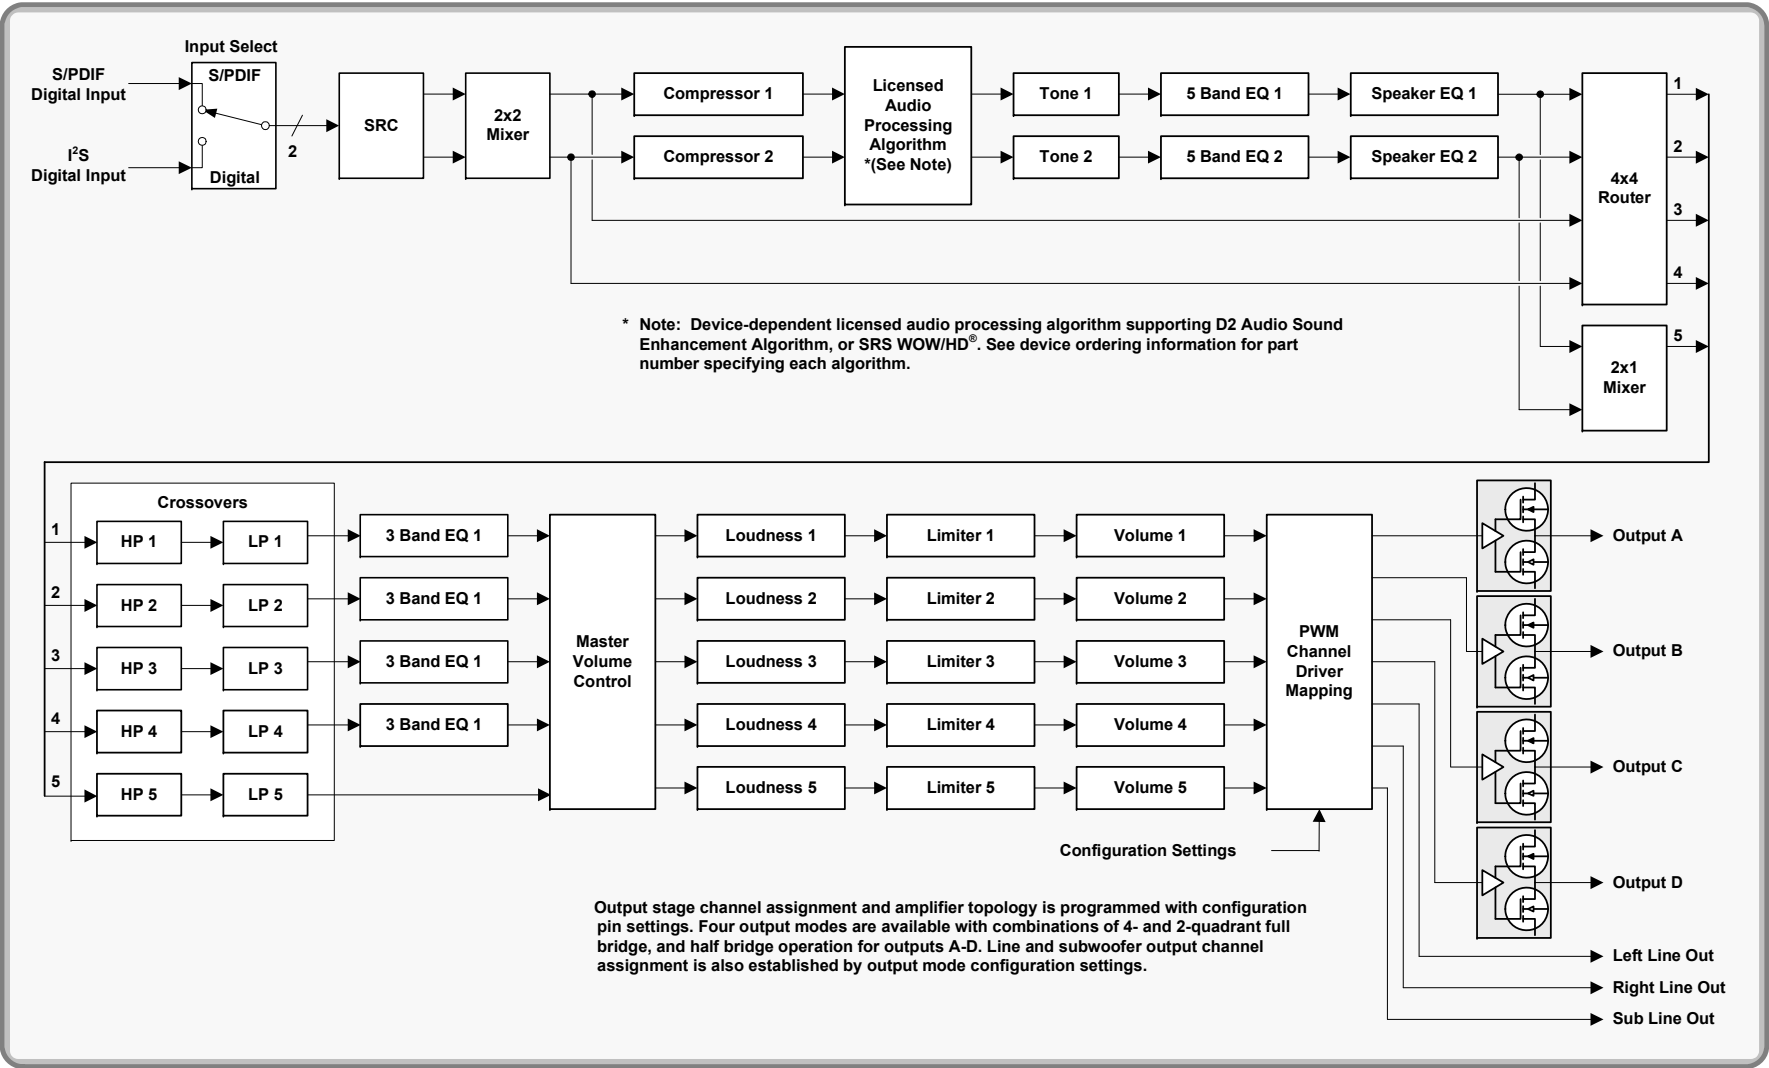 Input Select
S/PDIF
Digital Input
S/PDIF
I²S
Digital Input
Digital
2
SRC
2x2
Mixer
Compressor 1
Compressor 2
Licensed
Audio
Processing
Algorithm
*(See Note)
Tone 1
Tone 2
5 Band EQ 1
5 Band EQ 2
Speaker EQ 1
Speaker EQ 2
4x4
Router
1
2
3
4
2x1
Mixer
5
* Note: Device-dependent licensed audio processing algorithm supporting D2 Audio Sound
Enhancement Algorithm, or SRS WOW/HD®. See device ordering information for part
number specifying each algorithm.
Crossovers
1
HP 1
LP 1
3 Band EQ 1
2
HP 2
LP 2
3 Band EQ 1
3
HP 3
LP 3
3 Band EQ 1
4
HP 4
LP 4
3 Band EQ 1
5
HP 5
LP 5
Master
Volume
Control
Loudness 1
Limiter 1
Volume 1
Loudness 2
Limiter 2
Volume 2
Loudness 3
Limiter 3
Volume 3
Loudness 4
Limiter 4
Volume 4
Loudness 5
Limiter 5
Volume 5
PWM
Channel
Driver
Mapping
Configuration Settings
Output A
Output B
Output C
Output D
Left Line Out
Right Line Out
Sub Line Out
Output stage channel assignment and amplifier topology is programmed with configuration
pin settings. Four output modes are available with combinations of 4- and 2-quadrant full
bridge, and half bridge operation for outputs A-D. Line and subwoofer output channel
assignment is also established by output mode configuration settings.